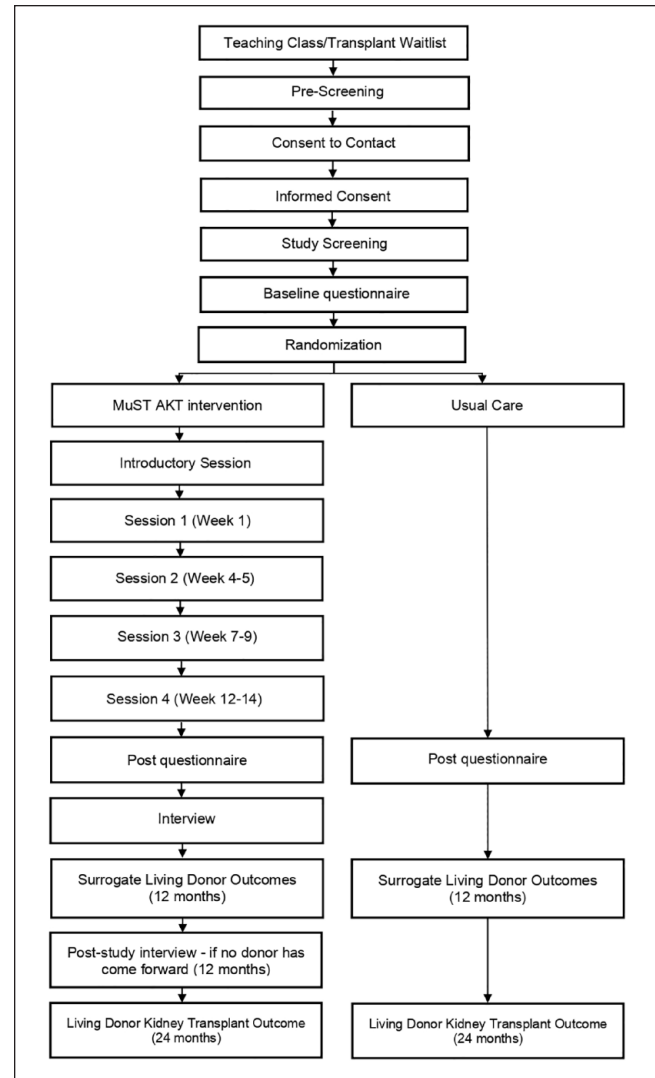 Teaching Class/Transplant Waitlist
Pre-Screening
Consent to Contact
Informed Consent
Study Screening
Baseline questionnaire
Randomization
MuST AKT intervention
Usual Care
Introductory Session
Session 1 (Week 1)
Session 2 (Week 4-5)
Session 3 (Week 7-9)
Session 4 (Week 12-14)
Post questionnaire
Post questionnaire
Interview
Surrogate Living Donor Outcomes
(12 months)
Surrogate Living Donor Outcomes
(12 months)
Post-study interview - if no donor has
come forward (12 months)
Living Donor Kidney Transplant Outcome
(24 months)
Living Donor Kidney Transplant Outcome
(24 months)